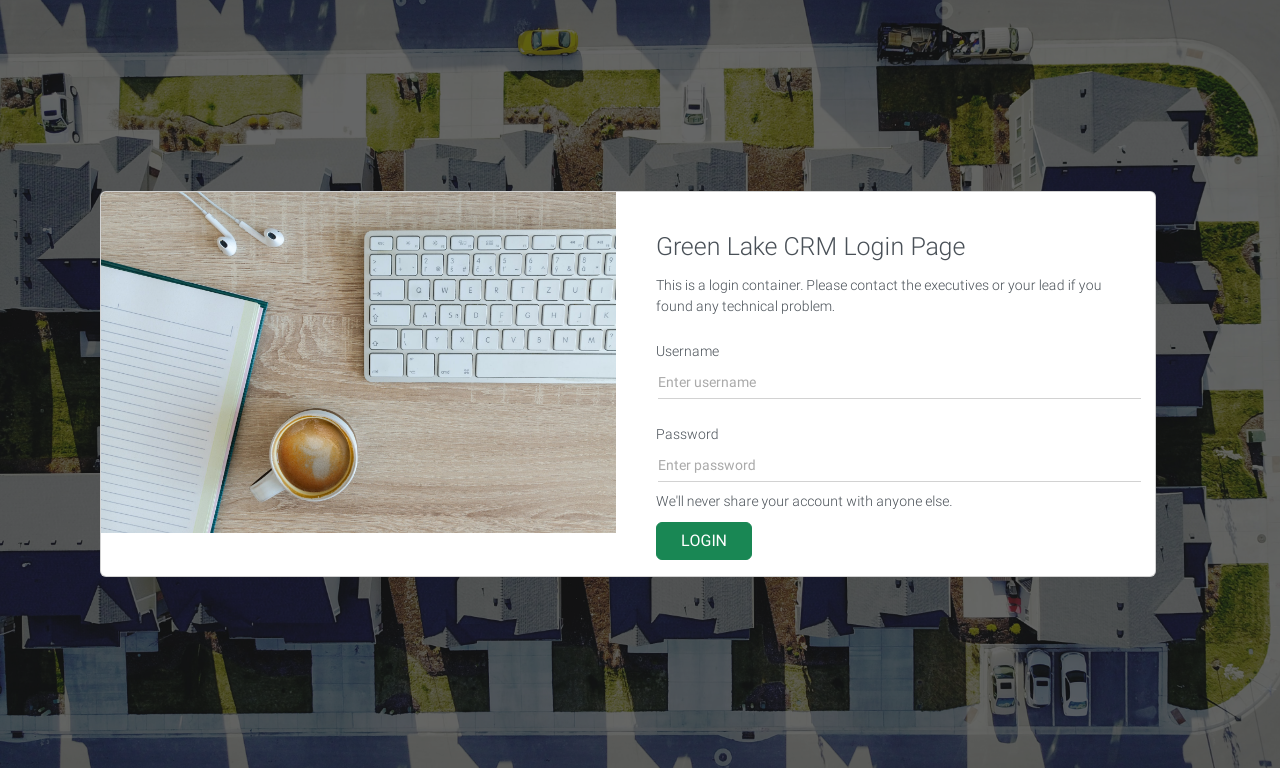 Green Lake CRM Login Page
This is a login container. Please contact the executives or your lead if you
found any technical problem.
Username
Enter username
Password
Enter password
We'll never share your account with anyone else.
LOGIN